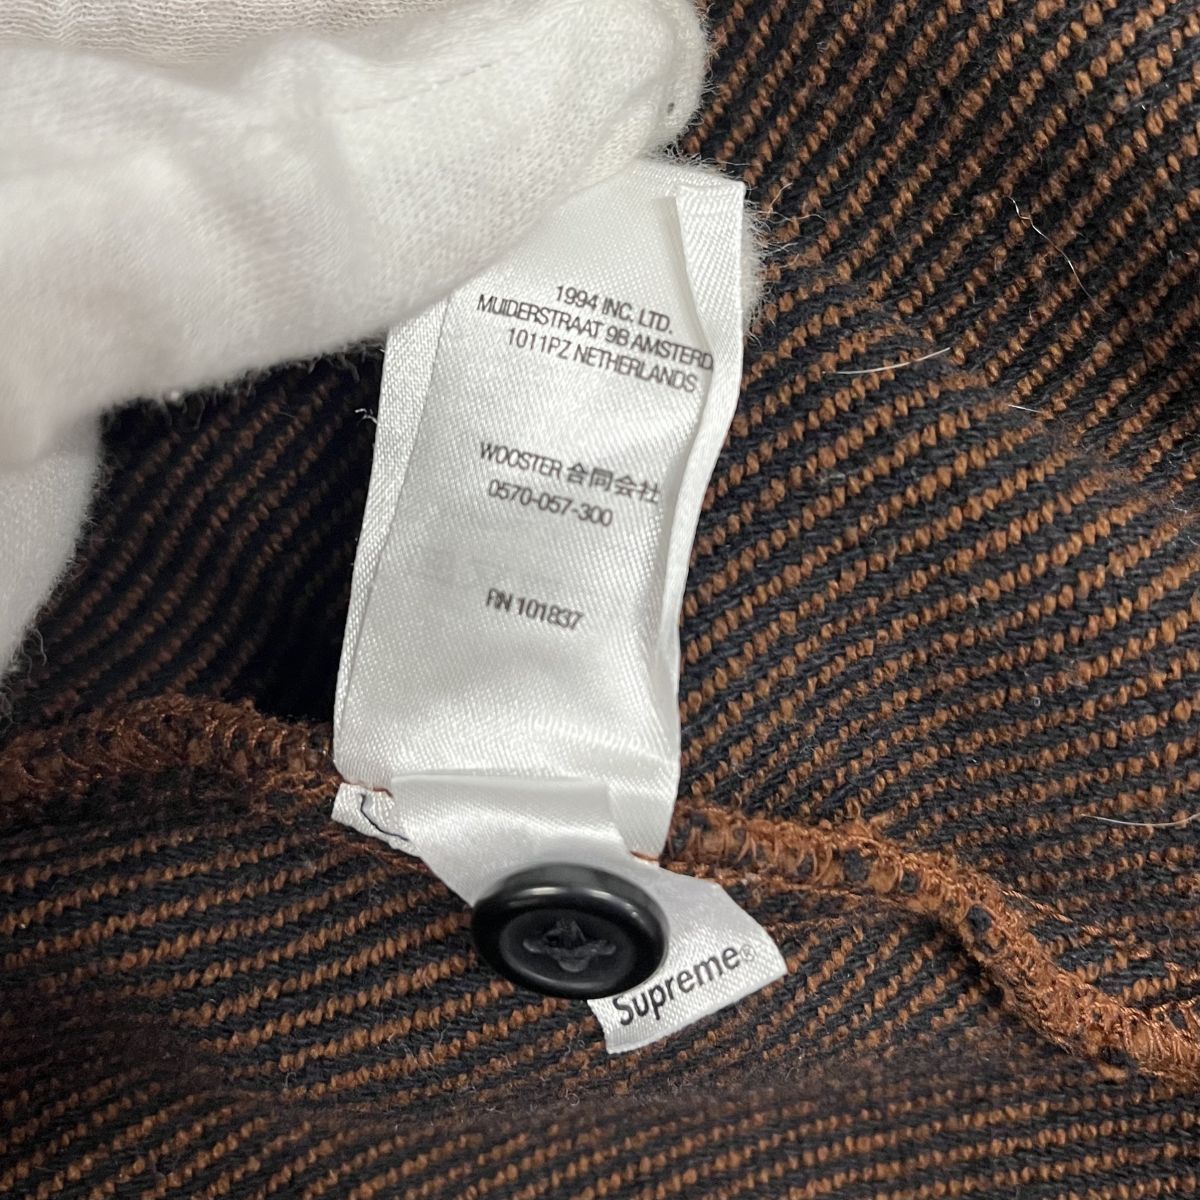 1994 INC. LTD.
MUIDERSTRAAT 9B AMSTERD
1011PZ NETHERLANDS
WOOSTER 合同会社
0570-057-300
RN 101837
Supreme®